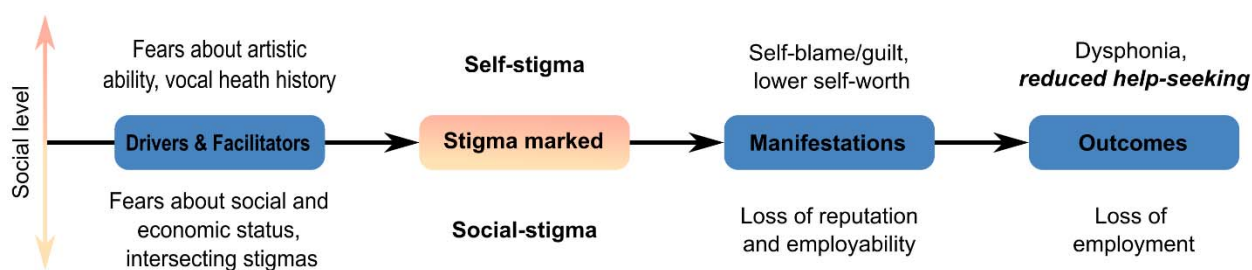 Social level
Fears about artistic
ability, vocal heath history
Drivers & Facilitators
Fears about social and
economic status,
intersecting stigmas
Self-stigma
Stigma marked
Social-stigma
Self-blame/guilt,
lower self-worth
Manifestations
Loss of reputation
and employability
Dysphonia,
reduced help-seeking
Outcomes
Loss of
employment